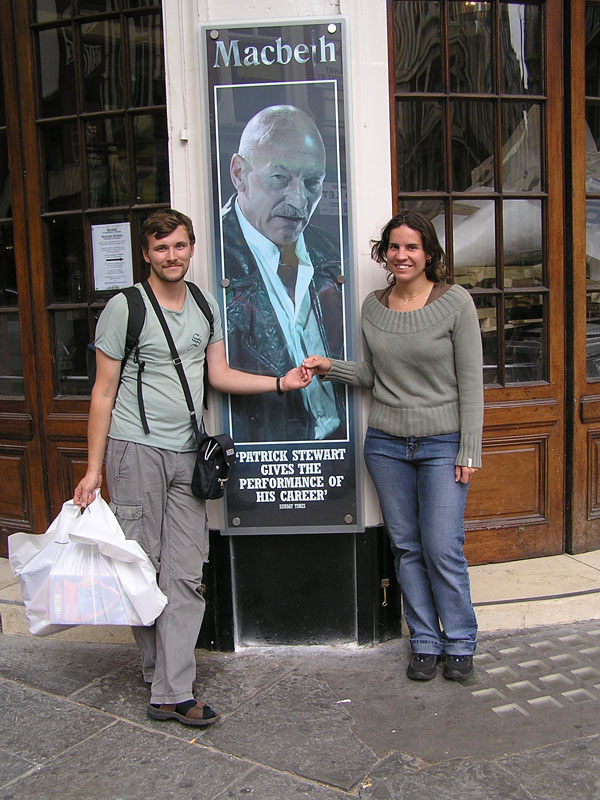 Macbeth
'PATRICK STEWART
GIVES THE
PERFORMANCE OF
HIS CAREER'
SUNDAY TIMES